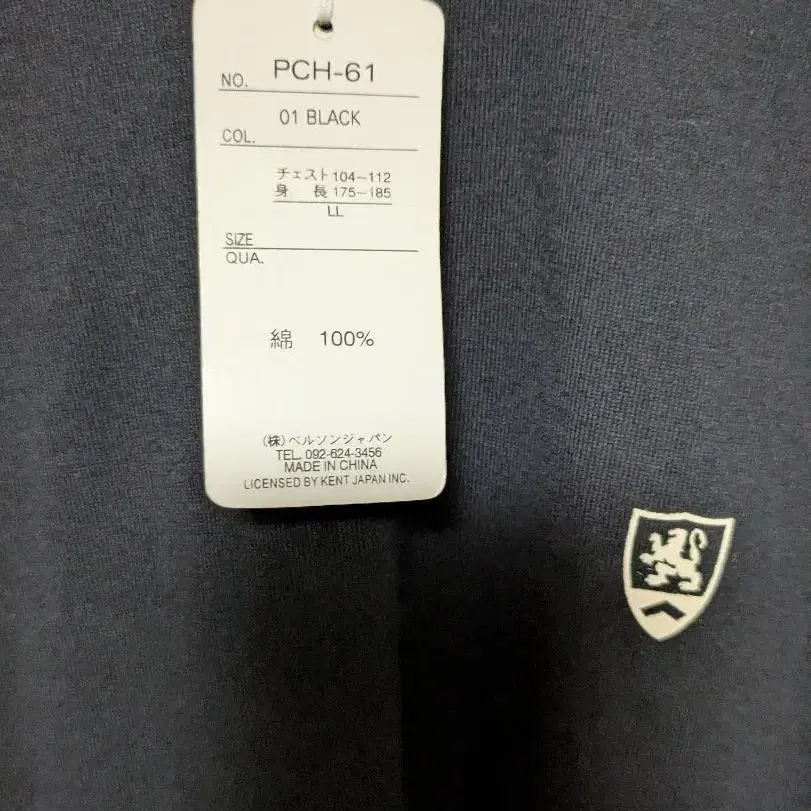 NO. PCH-61
01 BLACK
COL.
チェスト 104~112
身 長 175~185
LL
SIZE
QUA.
綿 100%
(株)ベルソンジャパン
TEL. 092-624-3456
MADE IN CHINA
LICENSED BY KENT JAPAN INC.